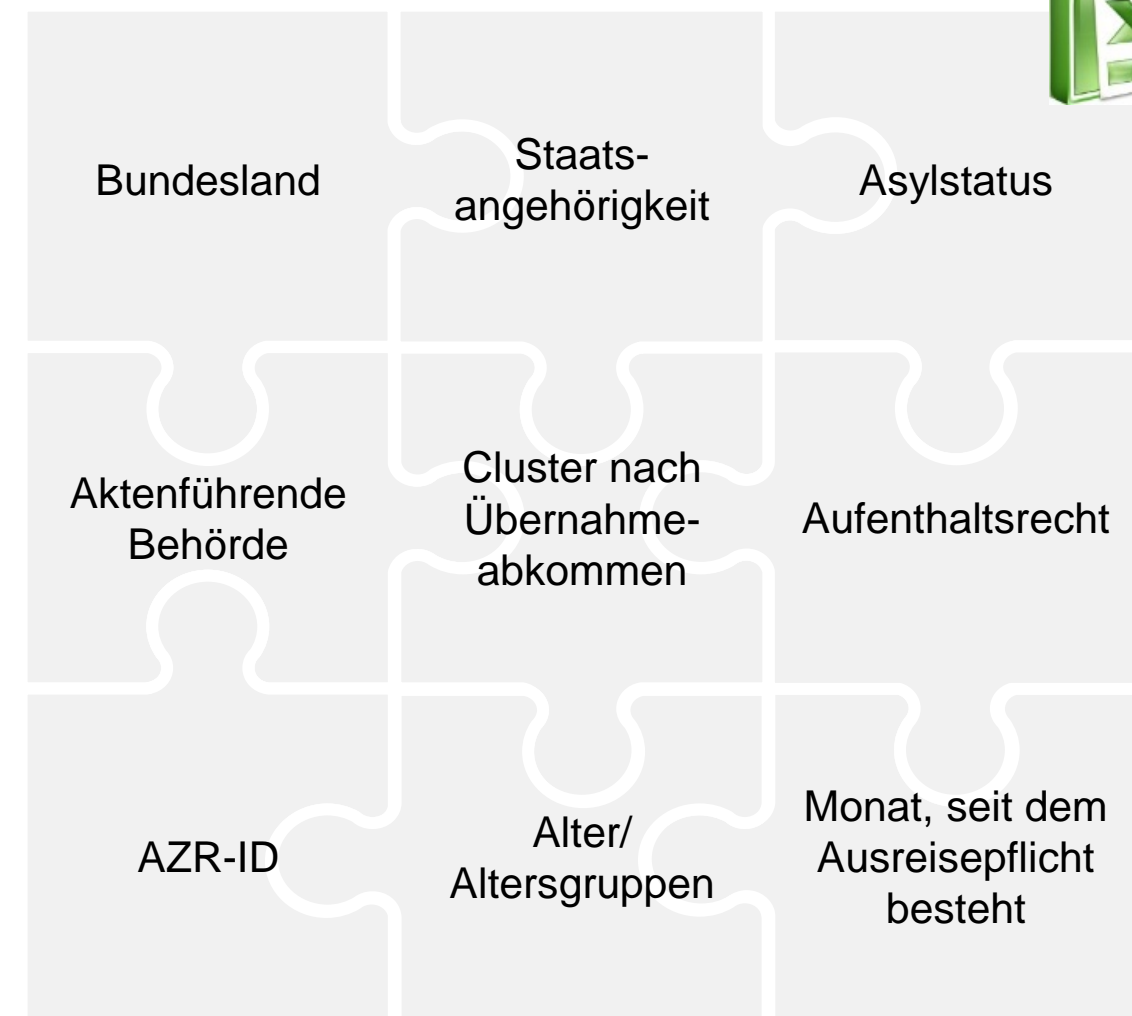 Bundesland
Staats-
angehörigkeit
Asylstatus
Aktenführende
Behörde
Cluster nach
Übernahme-
abkommen
Aufenthaltsrecht
AZR-ID
Alter/
Altersgruppen
Monat, seit dem
Ausreisepflicht
besteht